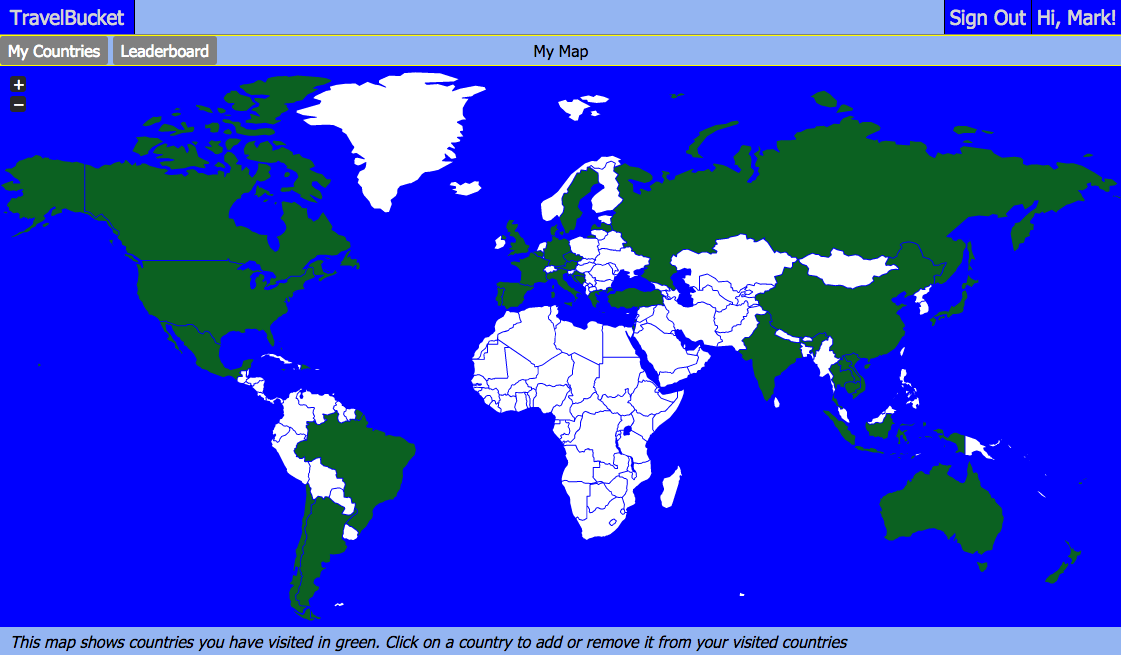 TravelBucket
Sign Out Hi, Mark!
My Countries Leaderboard My Map
+
−
This map shows countries you have visited in green. Click on a country to add or remove it from your visited countries